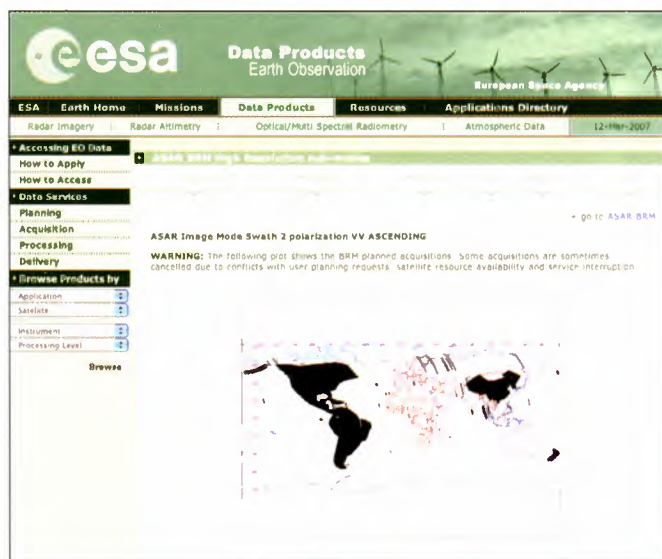 esa
Data Products
Earth Observation
European Space Agency
ESA Earth Home Missions Data Products Resources Applications Directory
Radar Imagery Radar Altimetry Optical/Multi Spectral Radiometry Atmospheric Data 12-Mar-2007
Accessing EO Data
How to Apply
How to Access
Data Services
Planning
Acquisition
Processing
Delivery
Browse Products by
Application
Satellite
Instrument
Processing Level
Browse
ASAR BRM High
go to ASAR BRM
ASAR Image Mode Swath 2 polarization VV ASCENDING
WARNING: The following plot shows the BRM planned acquisitions. Some acquisitions are sometimes
cancelled due to conflicts with user planning requests, satellite resource availability and service interruption